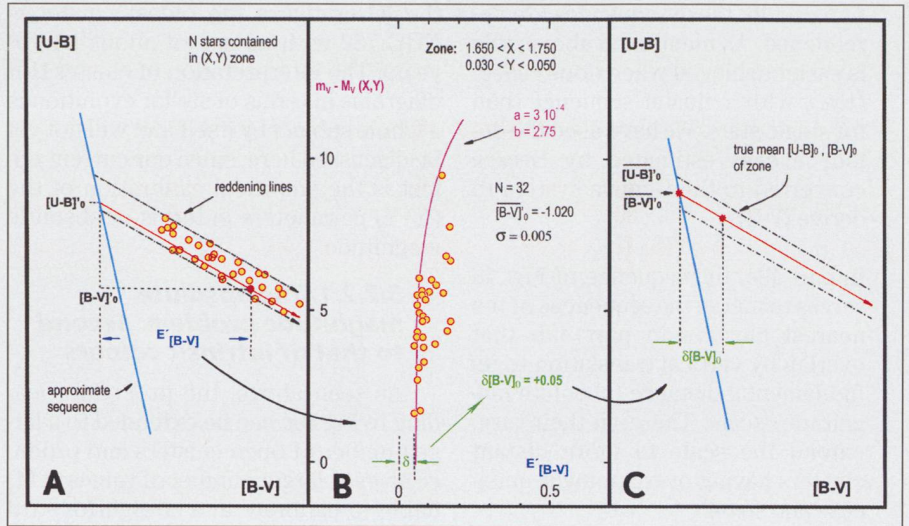 [U-B]
N stars contained
in (X,Y) zone
reddening lines
[U-B]'₀
[B-V]'₀
E [B-V]
approximate
sequence
A
[B-V]
Zone: 1.650 < X < 1.750
0.030 < Y < 0.050
mᵥ - Mᵥ (X,Y)
a = 3 10⁻
b = 2.75
10
N = 32
[B-V]'₀ = -1.020
σ = 0.005
5
δ[B-V]₀ = +0.05
0
δ
B
0
0.5
E [B-V]
[U-B]
true mean [U-B]₀ , [B-V]₀
of zone
[U-B]'₀
[B-V]'₀
δ[B-V]₀
C
[B-V]